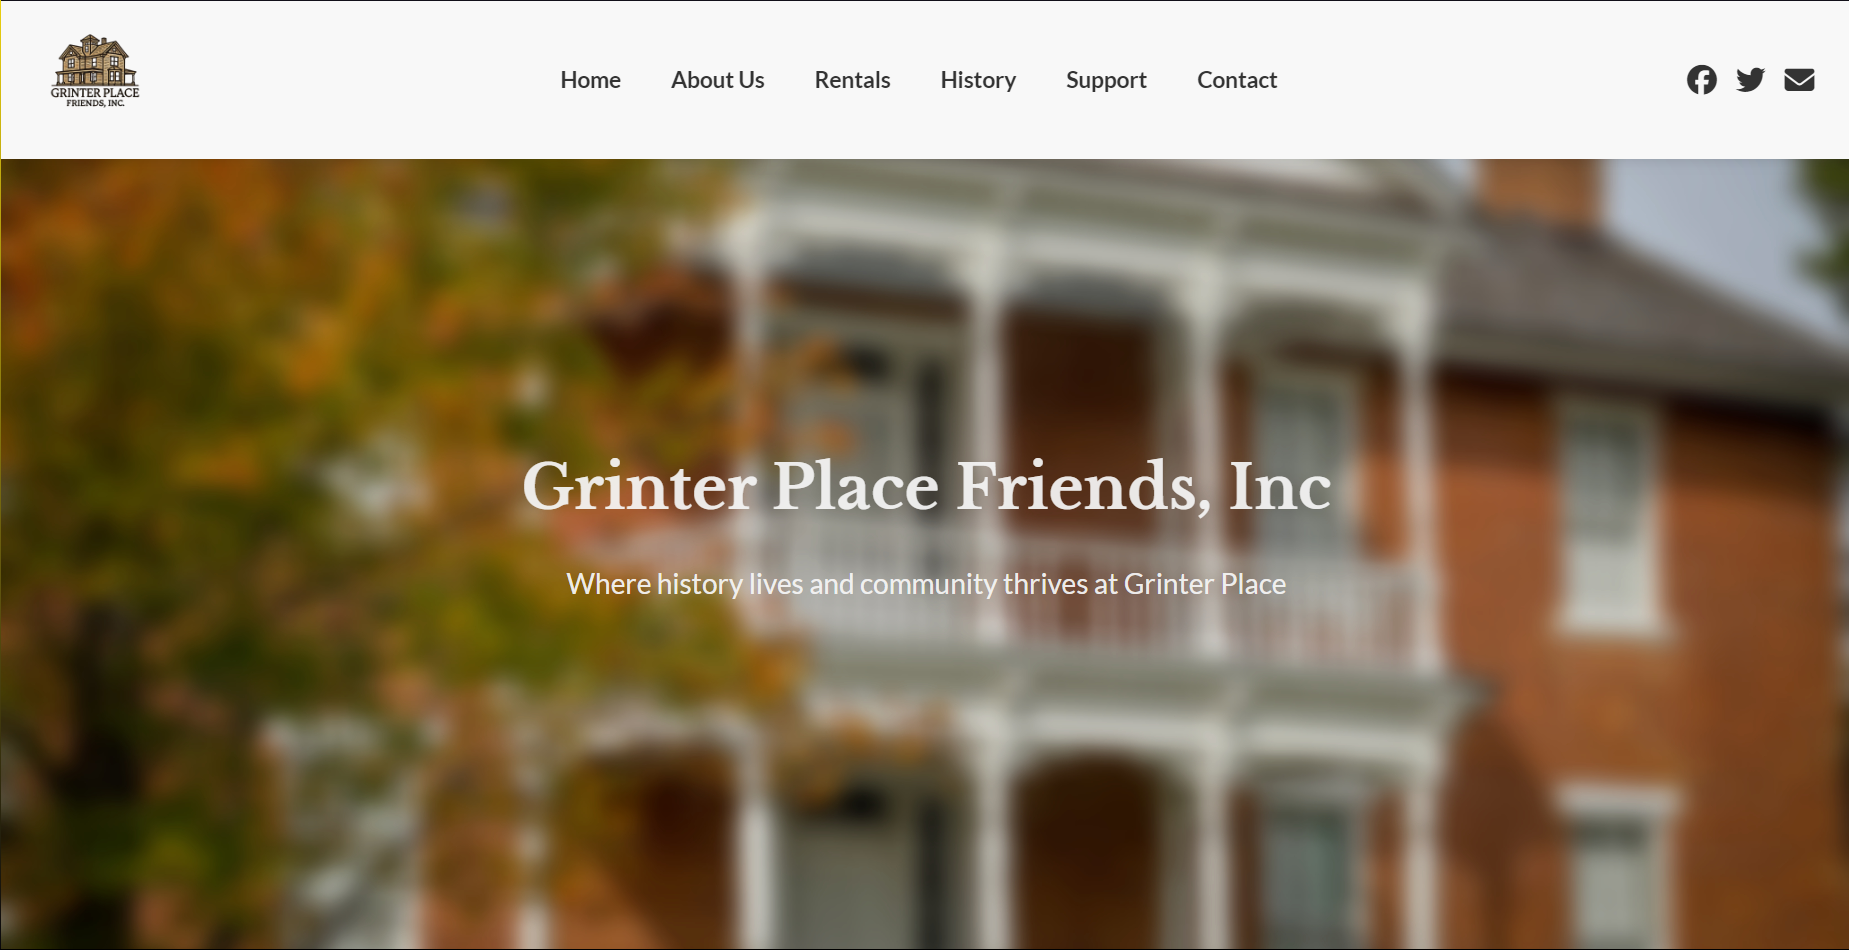 GRINTER PLACE
FRIENDS, INC.
Home About Us Rentals History Support Contact
Grinter Place Friends, Inc
Where history lives and community thrives at Grinter Place